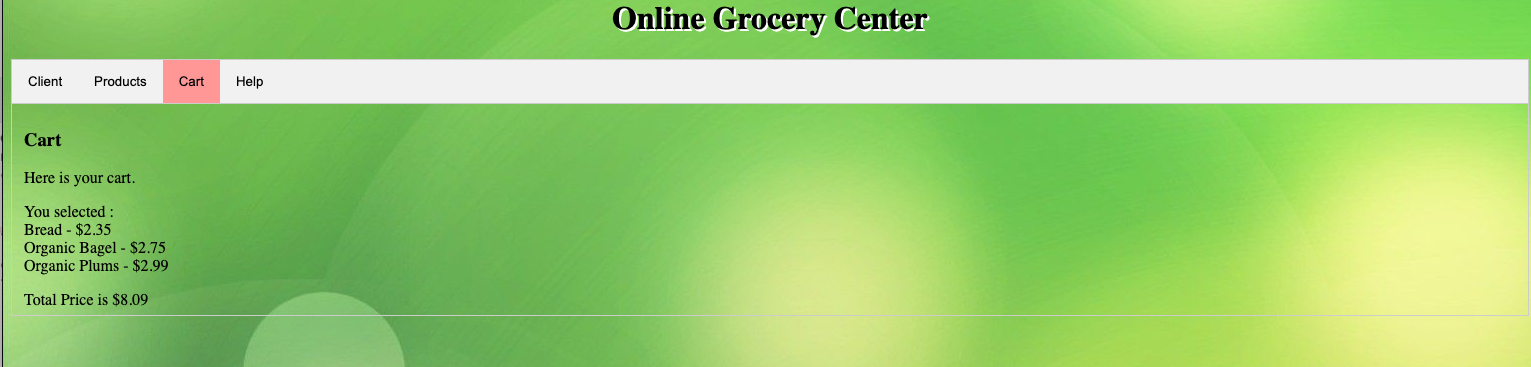 Online Grocery Center
Client Products Cart Help
Cart
Here is your cart.
You selected :
Bread - $2.35
Organic Bagel - $2.75
Organic Plums - $2.99
Total Price is $8.09